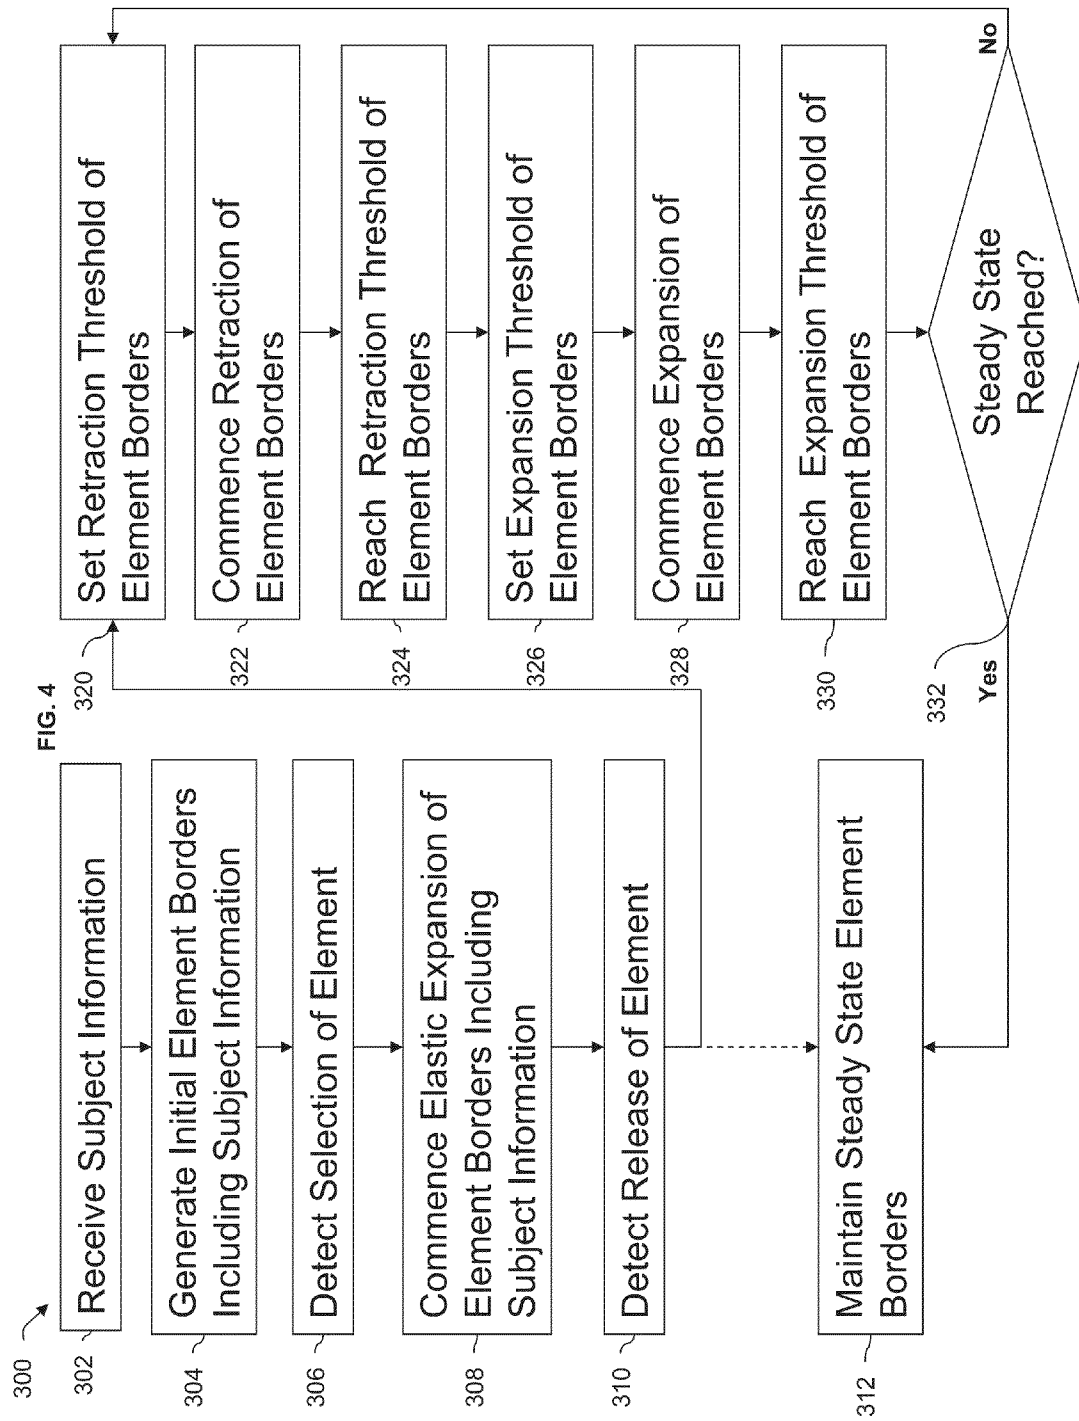 FIG. 4
300
302
Receive Subject Information
304
Generate Initial Element Borders
Including Subject Information
306
Detect Selection of Element
308
Commence Elastic Expansion of
Element Borders Including
Subject Information
310
Detect Release of Element
312
Maintain Steady State Element
Borders
320
Set Retraction Threshold of
Element Borders
322
Commence Retraction of
Element Borders
324
Reach Retraction Threshold of
Element Borders
326
Set Expansion Threshold of
Element Borders
328
Commence Expansion of
Element Borders
330
Reach Expansion Threshold of
Element Borders
332
Steady State
Reached?
Yes
No